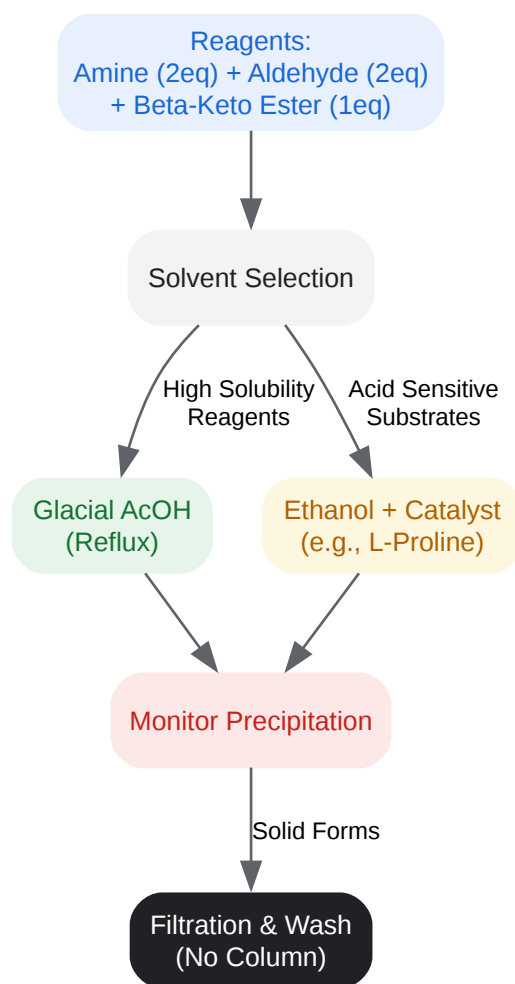 Reagents:
Amine (2eq) + Aldehyde (2eq)
+ Beta-Keto Ester (1eq)
Solvent Selection
High Solubility
Reagents
Acid Sensitive
Substrates
Glacial AcOH
(Reflux)
Ethanol + Catalyst
(e.g., L-Proline)
Monitor Precipitation
Solid Forms
Filtration & Wash
(No Column)